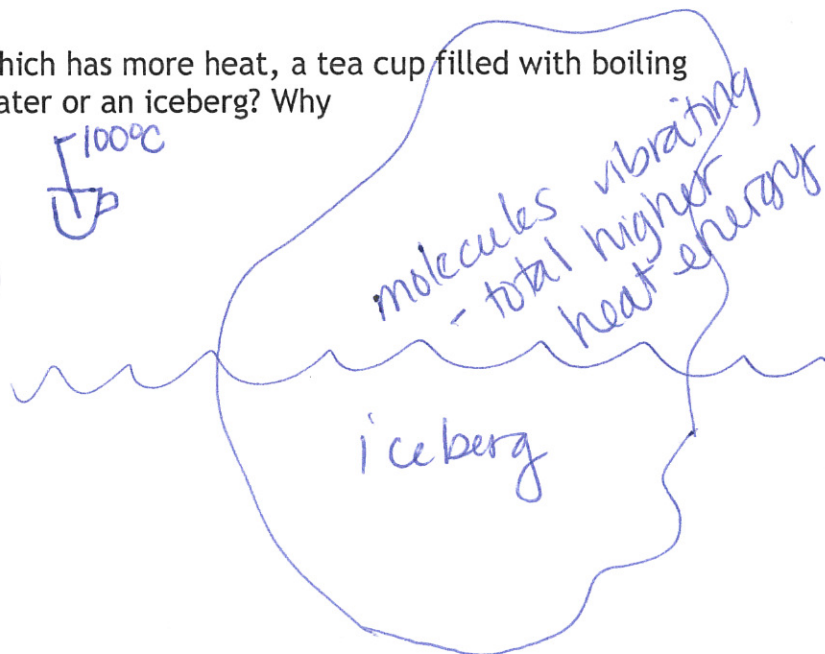 hich has more heat, a tea cup filled with boiling
ater or an iceberg? Why
100°C
molecules vibrating
- total higher
heat energy
iceberg